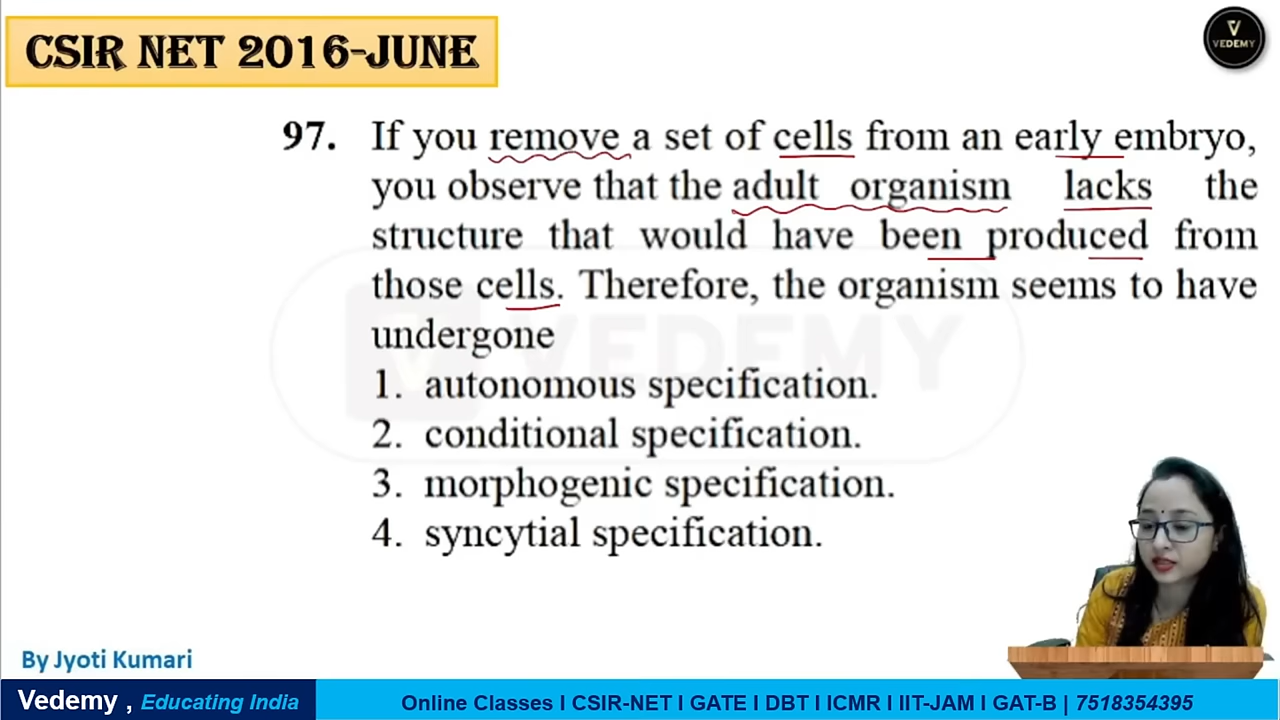 CSIR NET 2016-JUNE
V
VEDEMY
97. If you remove a set of cells from an early embryo,
you observe that the adult organism lacks the
structure that would have been produced from
those cells. Therefore, the organism seems to have
undergone
VEDEMY
1. autonomous specification.
2. conditional specification.
3. morphogenic specification.
4. syncytial specification.
By Jyoti Kumari
Vedemy , Educating India
Online Classes I CSIR-NET I GATE I DBT I ICMR I IIT-JAM I GAT-B | 7518354395